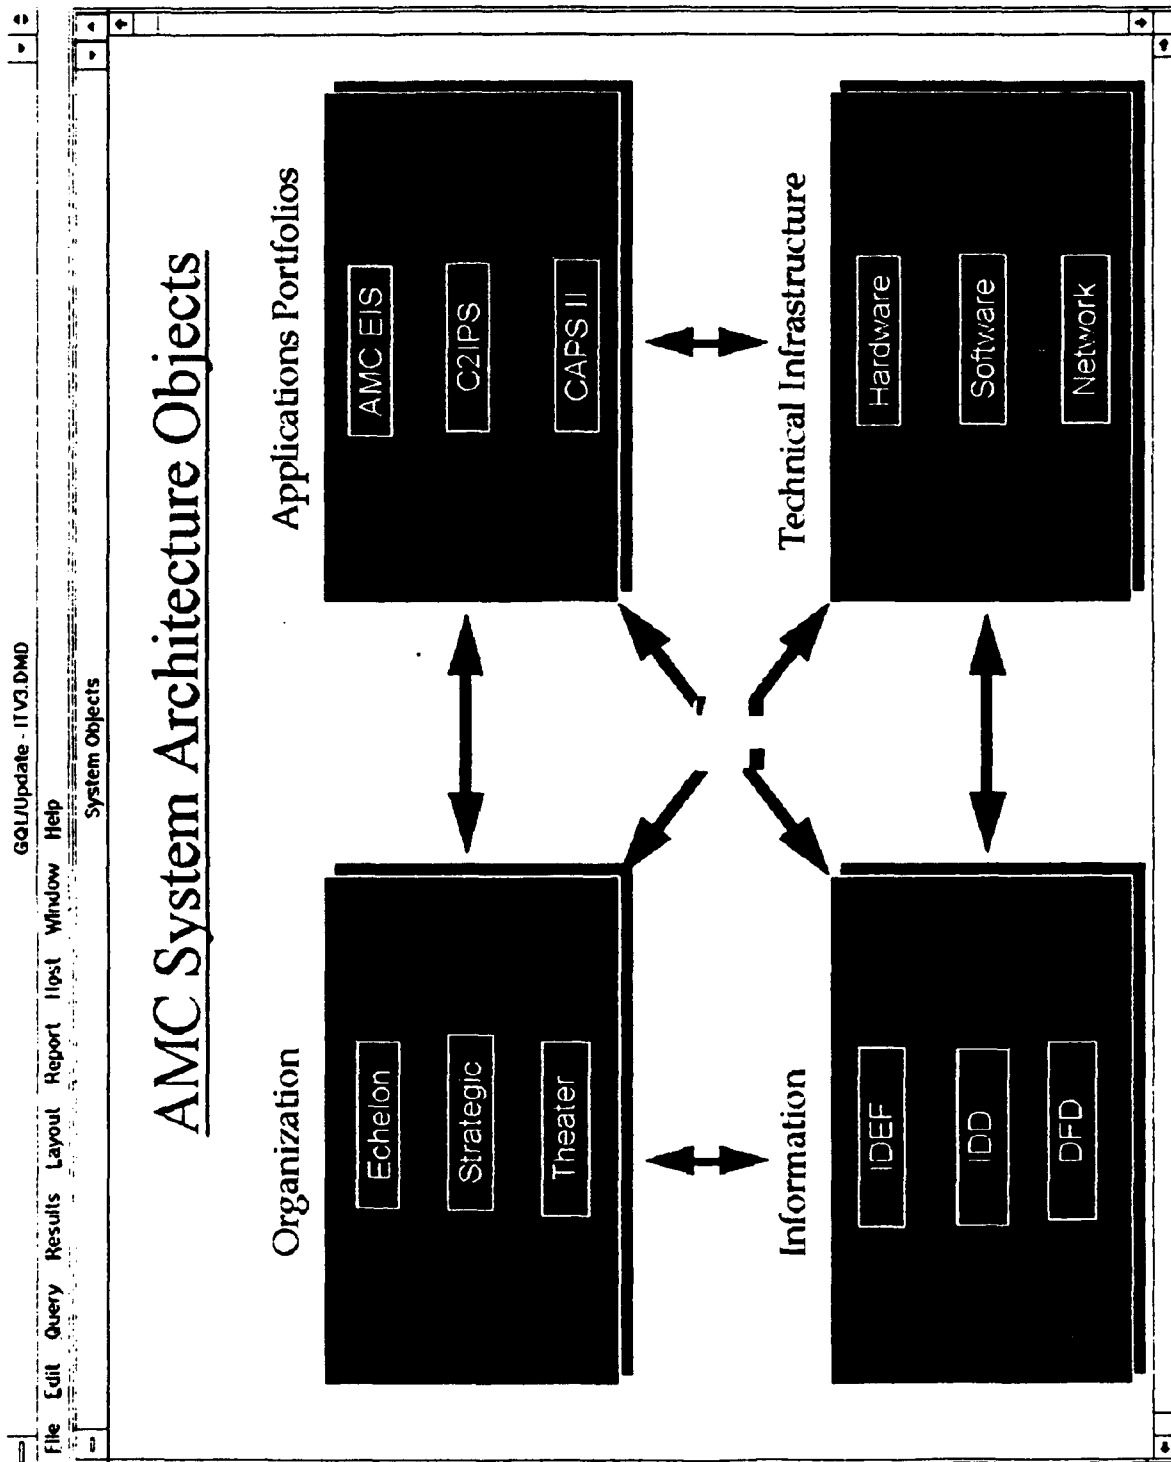 GQL/Update - ITV3.DMD
File Edit Query Results Layout Report Host Window Help
System Objects
AMC System Architecture Objects
Organization
Applications Portfolios
Echelon
Strategic
Theater
AMC EIS
C2IPS
CAPS II
Information
Technical Infrastructure
IDEF
IDD
DFD
Hardware
Software
Network